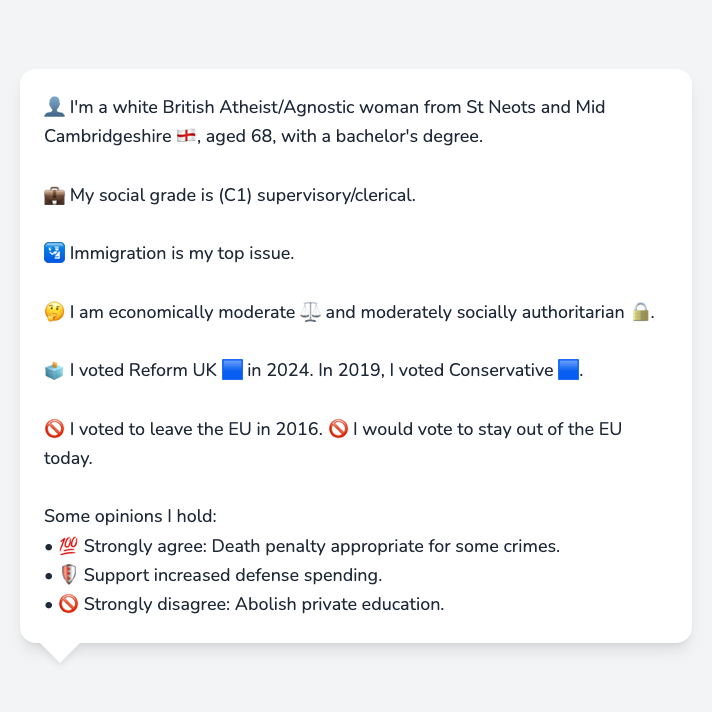 👤 I'm a white British Atheist/Agnostic woman from St Neots and Mid
Cambridgeshire 🏴󠁧󠁢󠁥󠁮󠁧󠁿, aged 68, with a bachelor's degree.
💼 My social grade is (C1) supervisory/clerical.
🛂 Immigration is my top issue.
🤔 I am economically moderate ⚖️ and moderately socially authoritarian 🔒.
🗳️ I voted Reform UK 🟦 in 2024. In 2019, I voted Conservative 🟦.
🚫 I voted to leave the EU in 2016. 🚫 I would vote to stay out of the EU
today.
Some opinions I hold:
• 💯 Strongly agree: Death penalty appropriate for some crimes.
• 🛡️ Support increased defense spending.
• 🚫 Strongly disagree: Abolish private education.